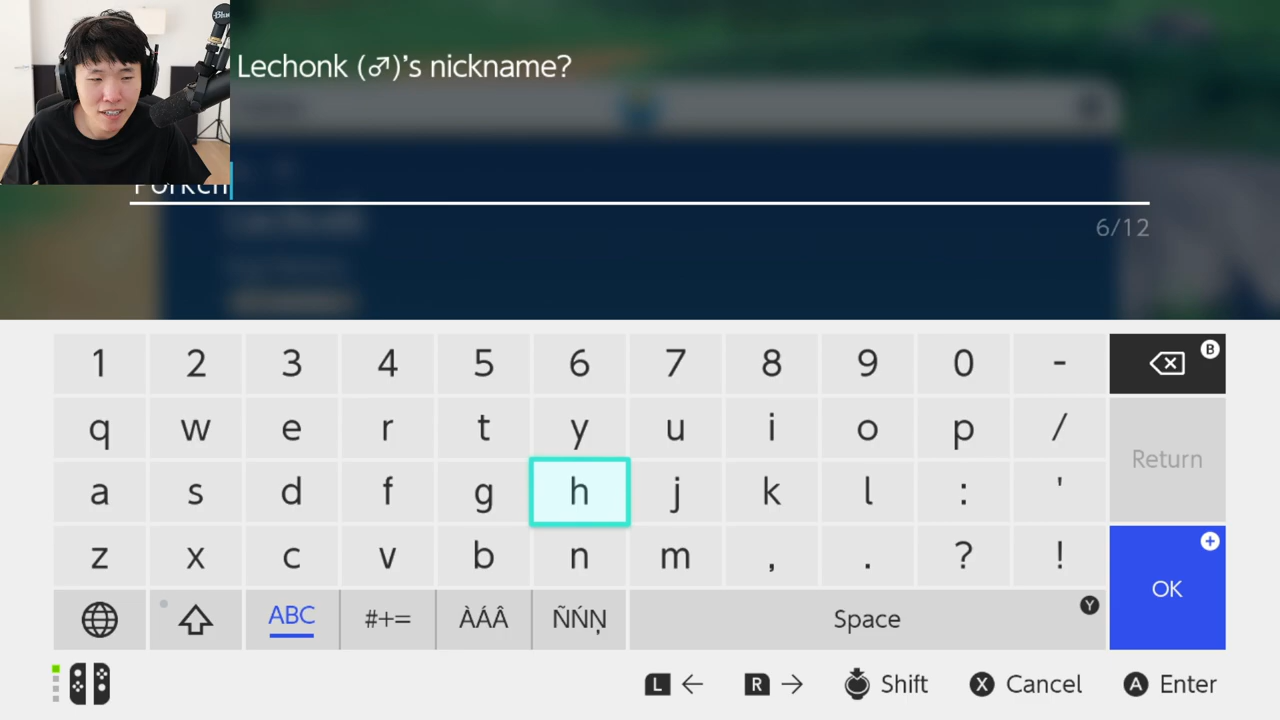 Lechonk (♂)'s nickname?
Porkch
6/12
1 2 3 4 5 6 7 8 9 0 - B
q w e r t y u i o p /
Return
a s d f g h j k l : '
z x c v b n m , . ? ! +
OK
ABC #+= ÀÁÂ ÑŃŅ Space Y
L ← R → Shift X Cancel A Enter